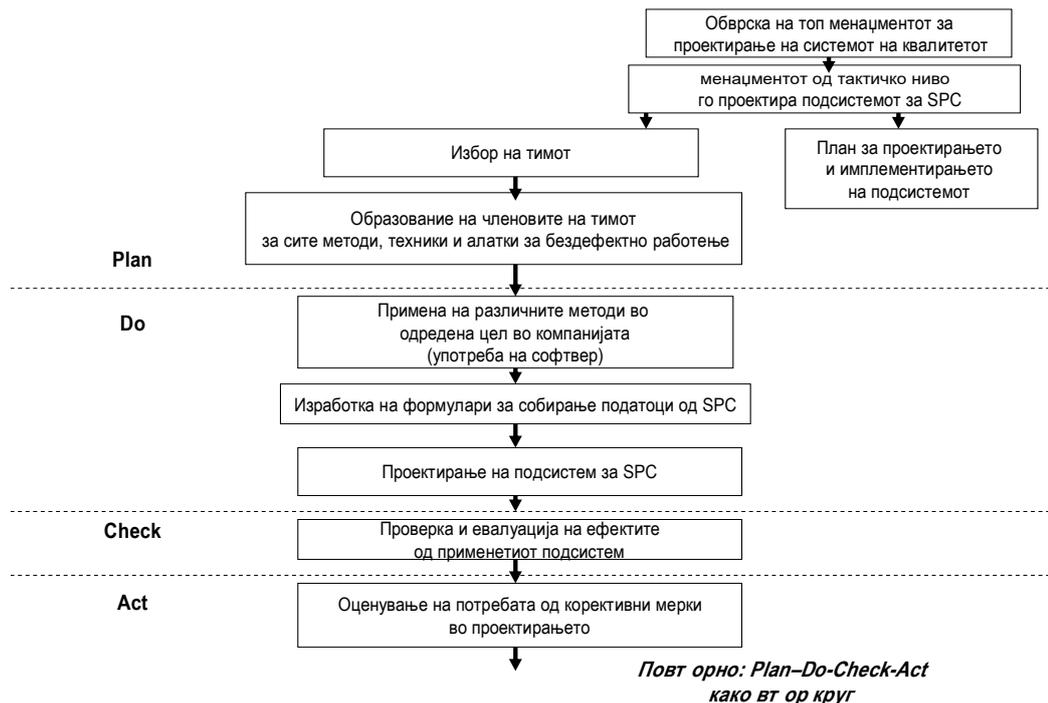 Обврска на топ менаџментот за
проектирање на системот на квалитетот
менаџментот од тактичко ниво
го проектира подсистемот за SPC
Избор на тимот
План за проектирањето
и имплементирањето
на подсистемот
Образование на членовите на тимот
за сите методи, техники и алатки за бездефектно работење
Plan
Do
Примена на различните методи во
одредена цел во компанијата
(употреба на софтвер)
Изработка на формулари за собирање податоци од SPC
Проектирање на подсистем за SPC
Check
Проверка и евалуација на ефектите
од применетиот подсистем
Act
Оценување на потребата од корективни мерки
во проектирањето
Повт орно: Plan–Do-Check-Act
како вт ор круг